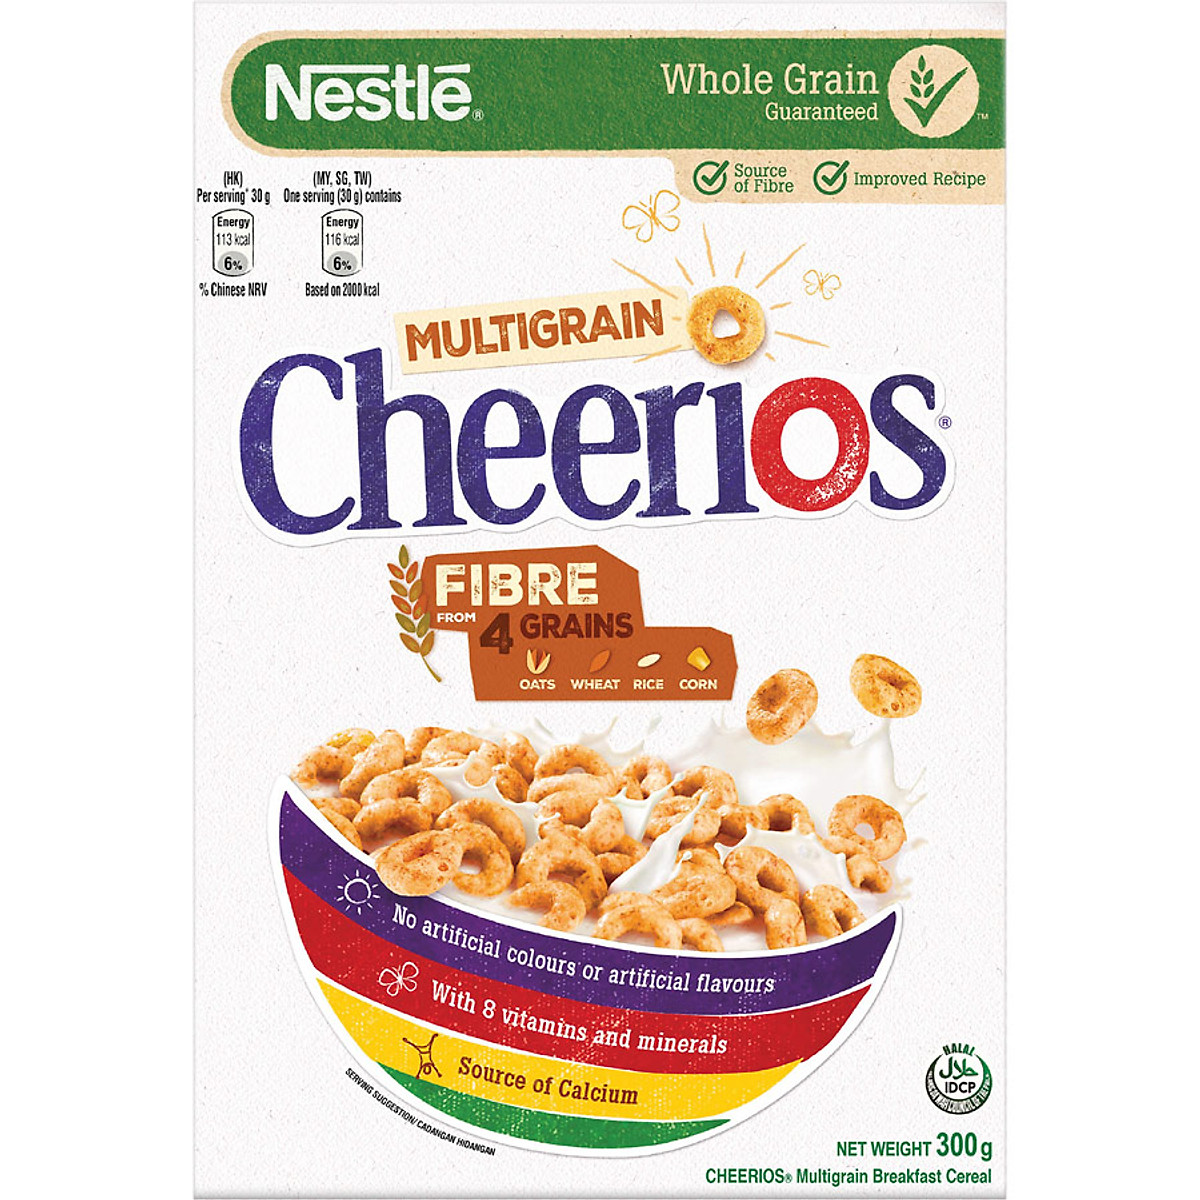 Nestlé®
Whole Grain
Guaranteed
TM
Source
of Fibre
Improved Recipe
(HK)
Per serving* 30 g
Energy
113 kcal
6%
% Chinese NRV
(MY, SG, TW)
One serving (30 g) contains
Energy
116 kcal
6%
Based on 2000 kcal
MULTIGRAIN
Cheerios®
FIBRE
FROM 4 GRAINS
OATS WHEAT RICE CORN
No artificial colours or artificial flavours
With 8 vitamins and minerals
Source of Calcium
SERVING SUGGESTION/ CADANGAN HIDANGAN
HALAL
حلال
IDCP
NET WEIGHT 300 g
CHEERIOS® Multigrain Breakfast Cereal